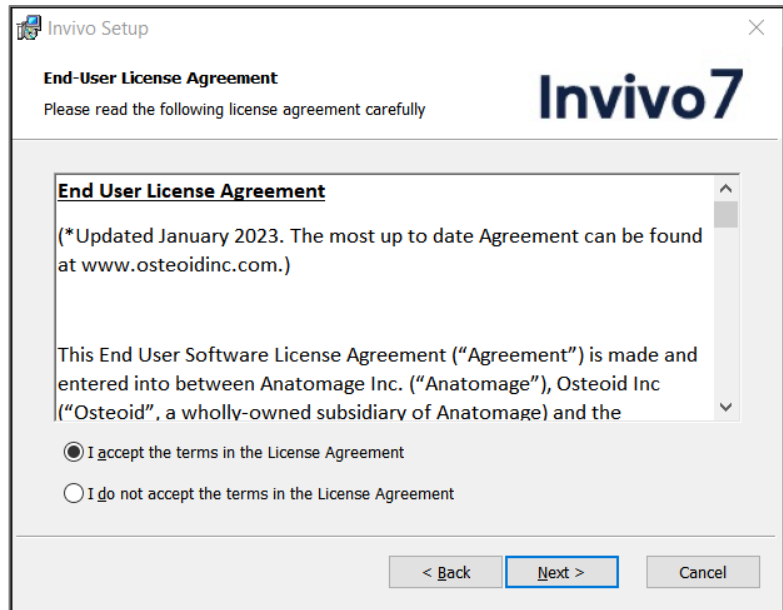 Invivo Setup
End-User License Agreement
Please read the following license agreement carefully
Invivo7
End User License Agreement
(*Updated January 2023. The most up to date Agreement can be found
at www.osteoidinc.com.)
This End User Software License Agreement (“Agreement”) is made and
entered into between Anatomage Inc. (“Anatomage”), Osteoid Inc
(“Osteoid”, a wholly-owned subsidiary of Anatomage) and the
I accept the terms in the License Agreement
I do not accept the terms in the License Agreement
< Back
Next >
Cancel